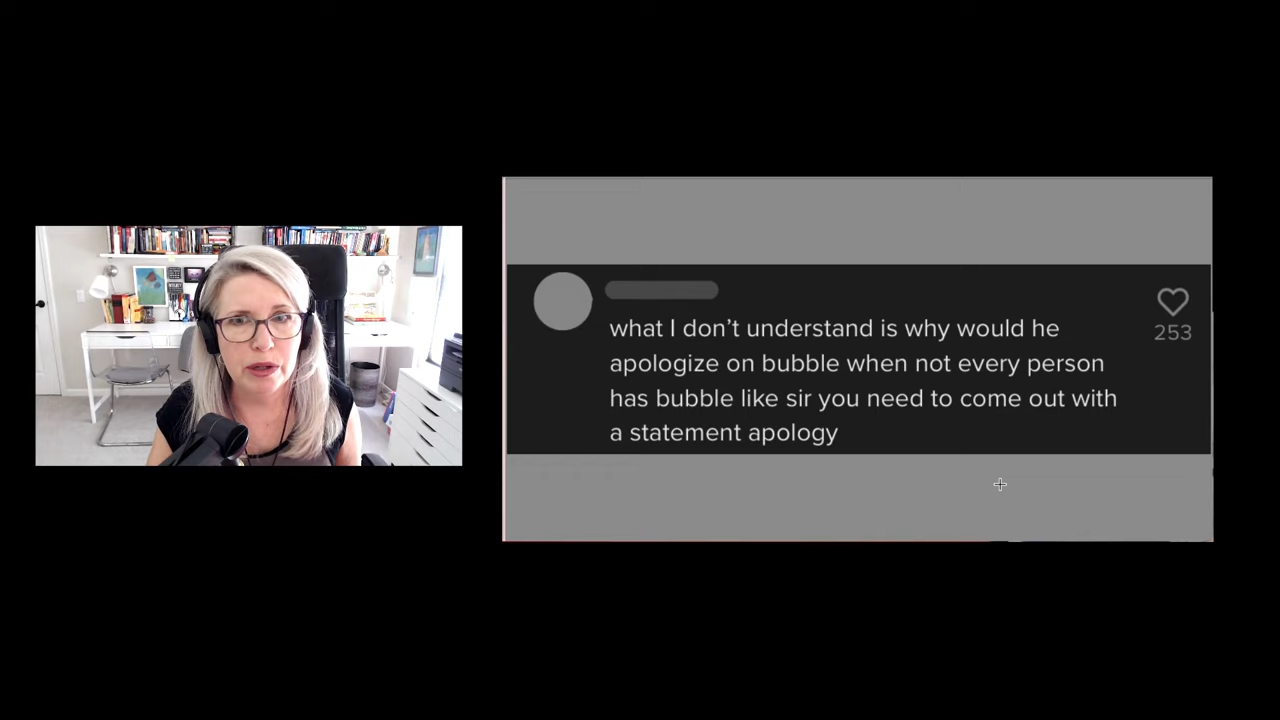 what I don’t understand is why would he
apologize on bubble when not every person
has bubble like sir you need to come out with
a statement apology
253